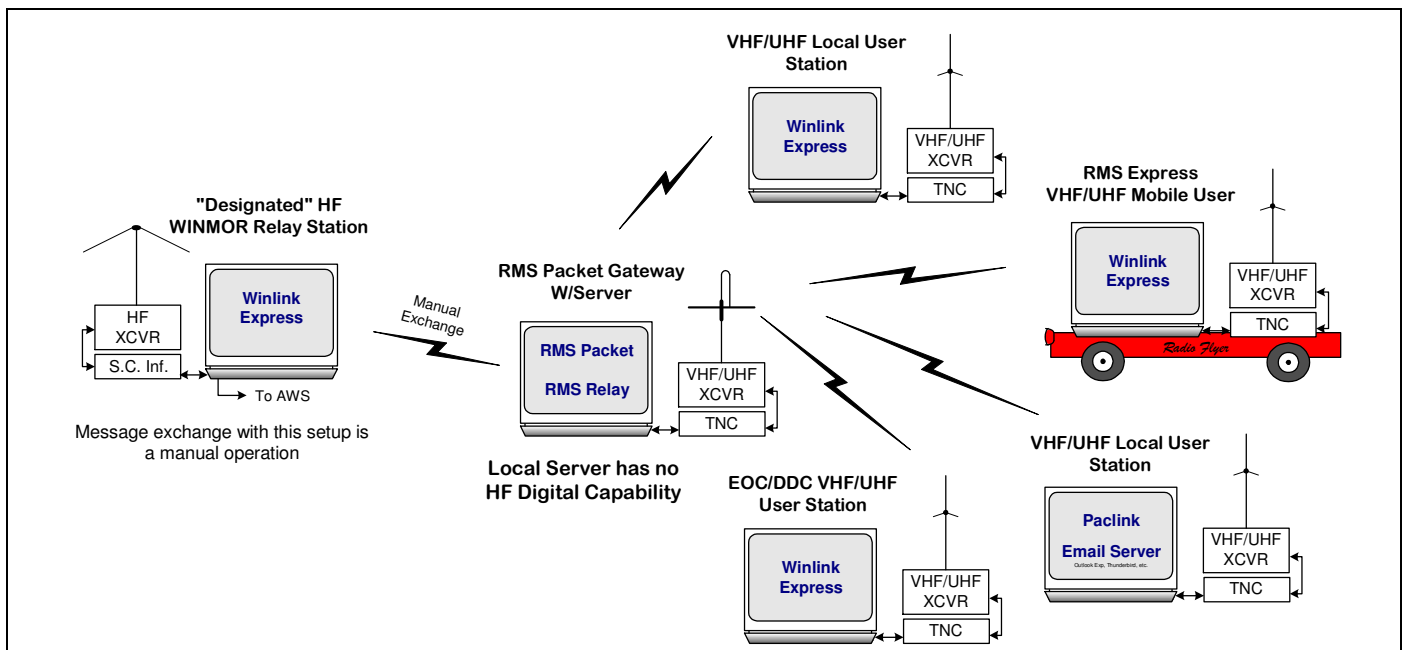 VHF/UHF Local User
Station
Winlink
Express
VHF/UHF
XCVR
TNC
RMS Express
VHF/UHF Mobile User
Winlink
Express
VHF/UHF
XCVR
TNC
Radio Flyer
"Designated" HF
WINMOR Relay Station
Winlink
Express
HF
XCVR
S.C. Inf.
To AWS
Message exchange with this setup is
a manual operation
Manual
Exchange
RMS Packet Gateway
W/Server
RMS Packet
RMS Relay
VHF/UHF
XCVR
TNC
Local Server has no
HF Digital Capability
EOC/DDC VHF/UHF
User Station
Winlink
Express
VHF/UHF
XCVR
TNC
VHF/UHF Local User
Station
Paclink
Email Server
Outlook Exp, Thunderbird, etc.
VHF/UHF
XCVR
TNC